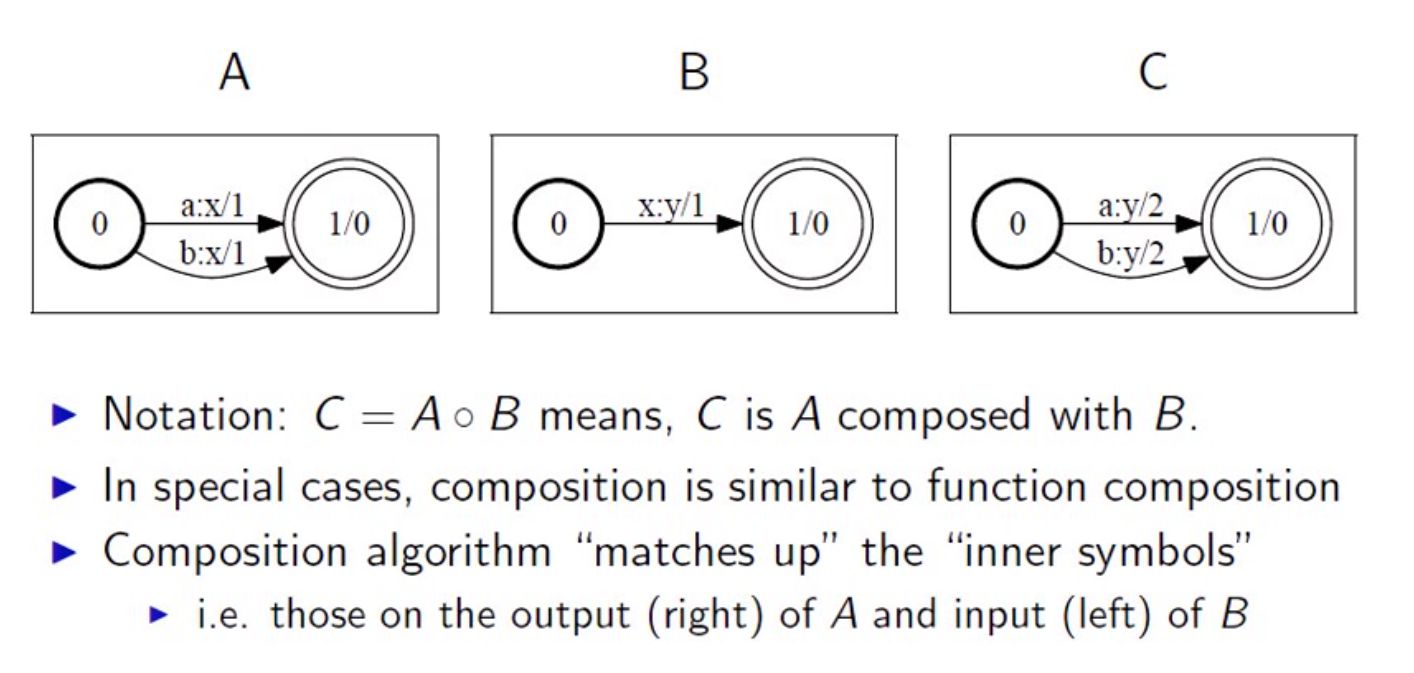 A B C
0 a:x/1 b:x/1 1/0
0 x:y/1 1/0
0 a:y/2 b:y/2 1/0
Notation: C = A ∘ B means, C is A composed with B.
In special cases, composition is similar to function composition
Composition algorithm “matches up” the “inner symbols”
i.e. those on the output (right) of A and input (left) of B